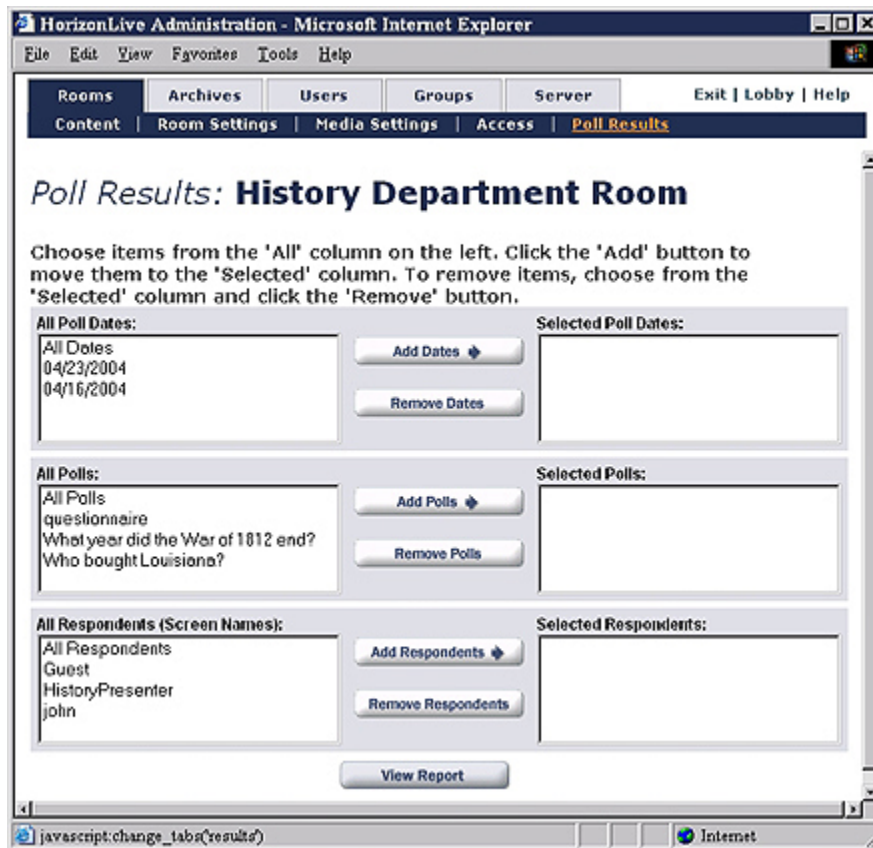 HorizonLive Administration - Microsoft Internet Explorer
File Edit View Favorites Tools Help
Rooms Archives Users Groups Server Exit | Lobby | Help
Content | Room Settings | Media Settings | Access | Poll Results
Poll Results: History Department Room
Choose items from the 'All' column on the left. Click the 'Add' button to
move them to the 'Selected' column. To remove items, choose from the
'Selected' column and click the 'Remove' button.
All Poll Dates: Selected Poll Dates:
All Dates
04/23/2004
04/16/2004
Add Dates
Remove Dates
All Polls: Selected Polls:
All Polls
questionnaire
What year did the War of 1812 end?
Who bought Louisiana?
Add Polls
Remove Polls
All Respondents (Screen Names): Selected Respondents:
All Respondents
Guest
HistoryPresenter
john
Add Respondents
Remove Respondents
View Report
javascript:change_tabs('results') Internet